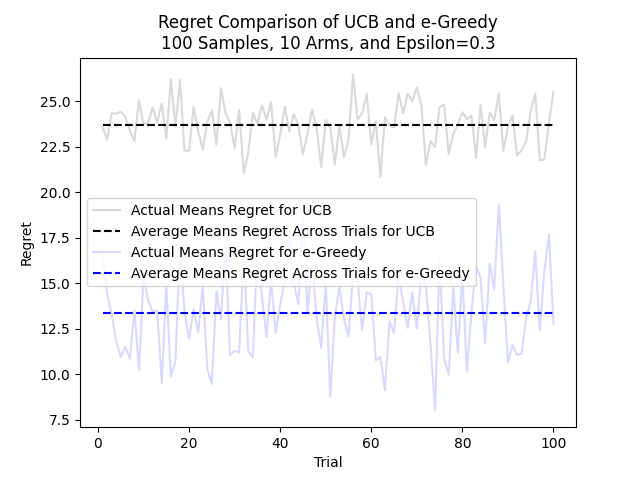 Regret Comparison of UCB and e-Greedy
100 Samples, 10 Arms, and Epsilon=0.3
25.0
22.5
20.0
17.5
15.0
12.5
10.0
7.5
Regret
Actual Means Regret for UCB
Average Means Regret Across Trials for UCB
Actual Means Regret for e-Greedy
Average Means Regret Across Trials for e-Greedy
0 20 40 60 80 100
Trial